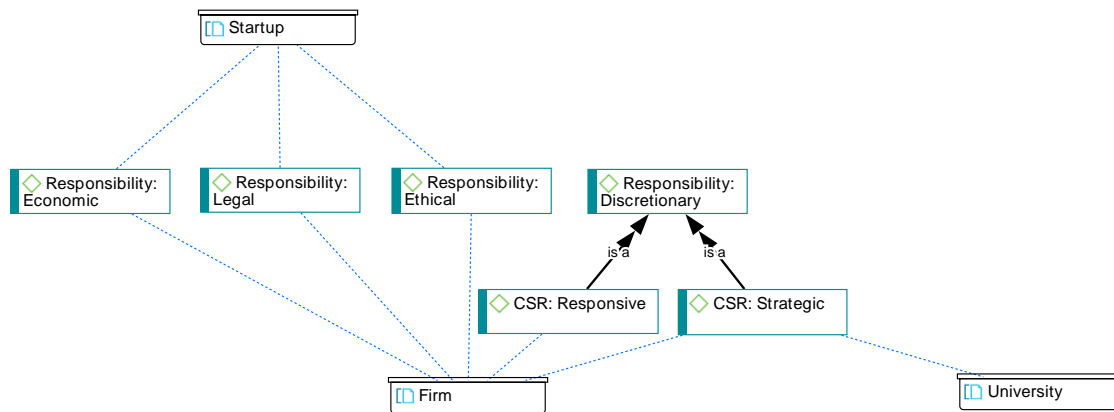 Startup
Responsibility:
Economic
Responsibility:
Legal
Responsibility:
Ethical
Responsibility:
Discretionary
is a
is a
CSR: Responsive
CSR: Strategic
Firm
University